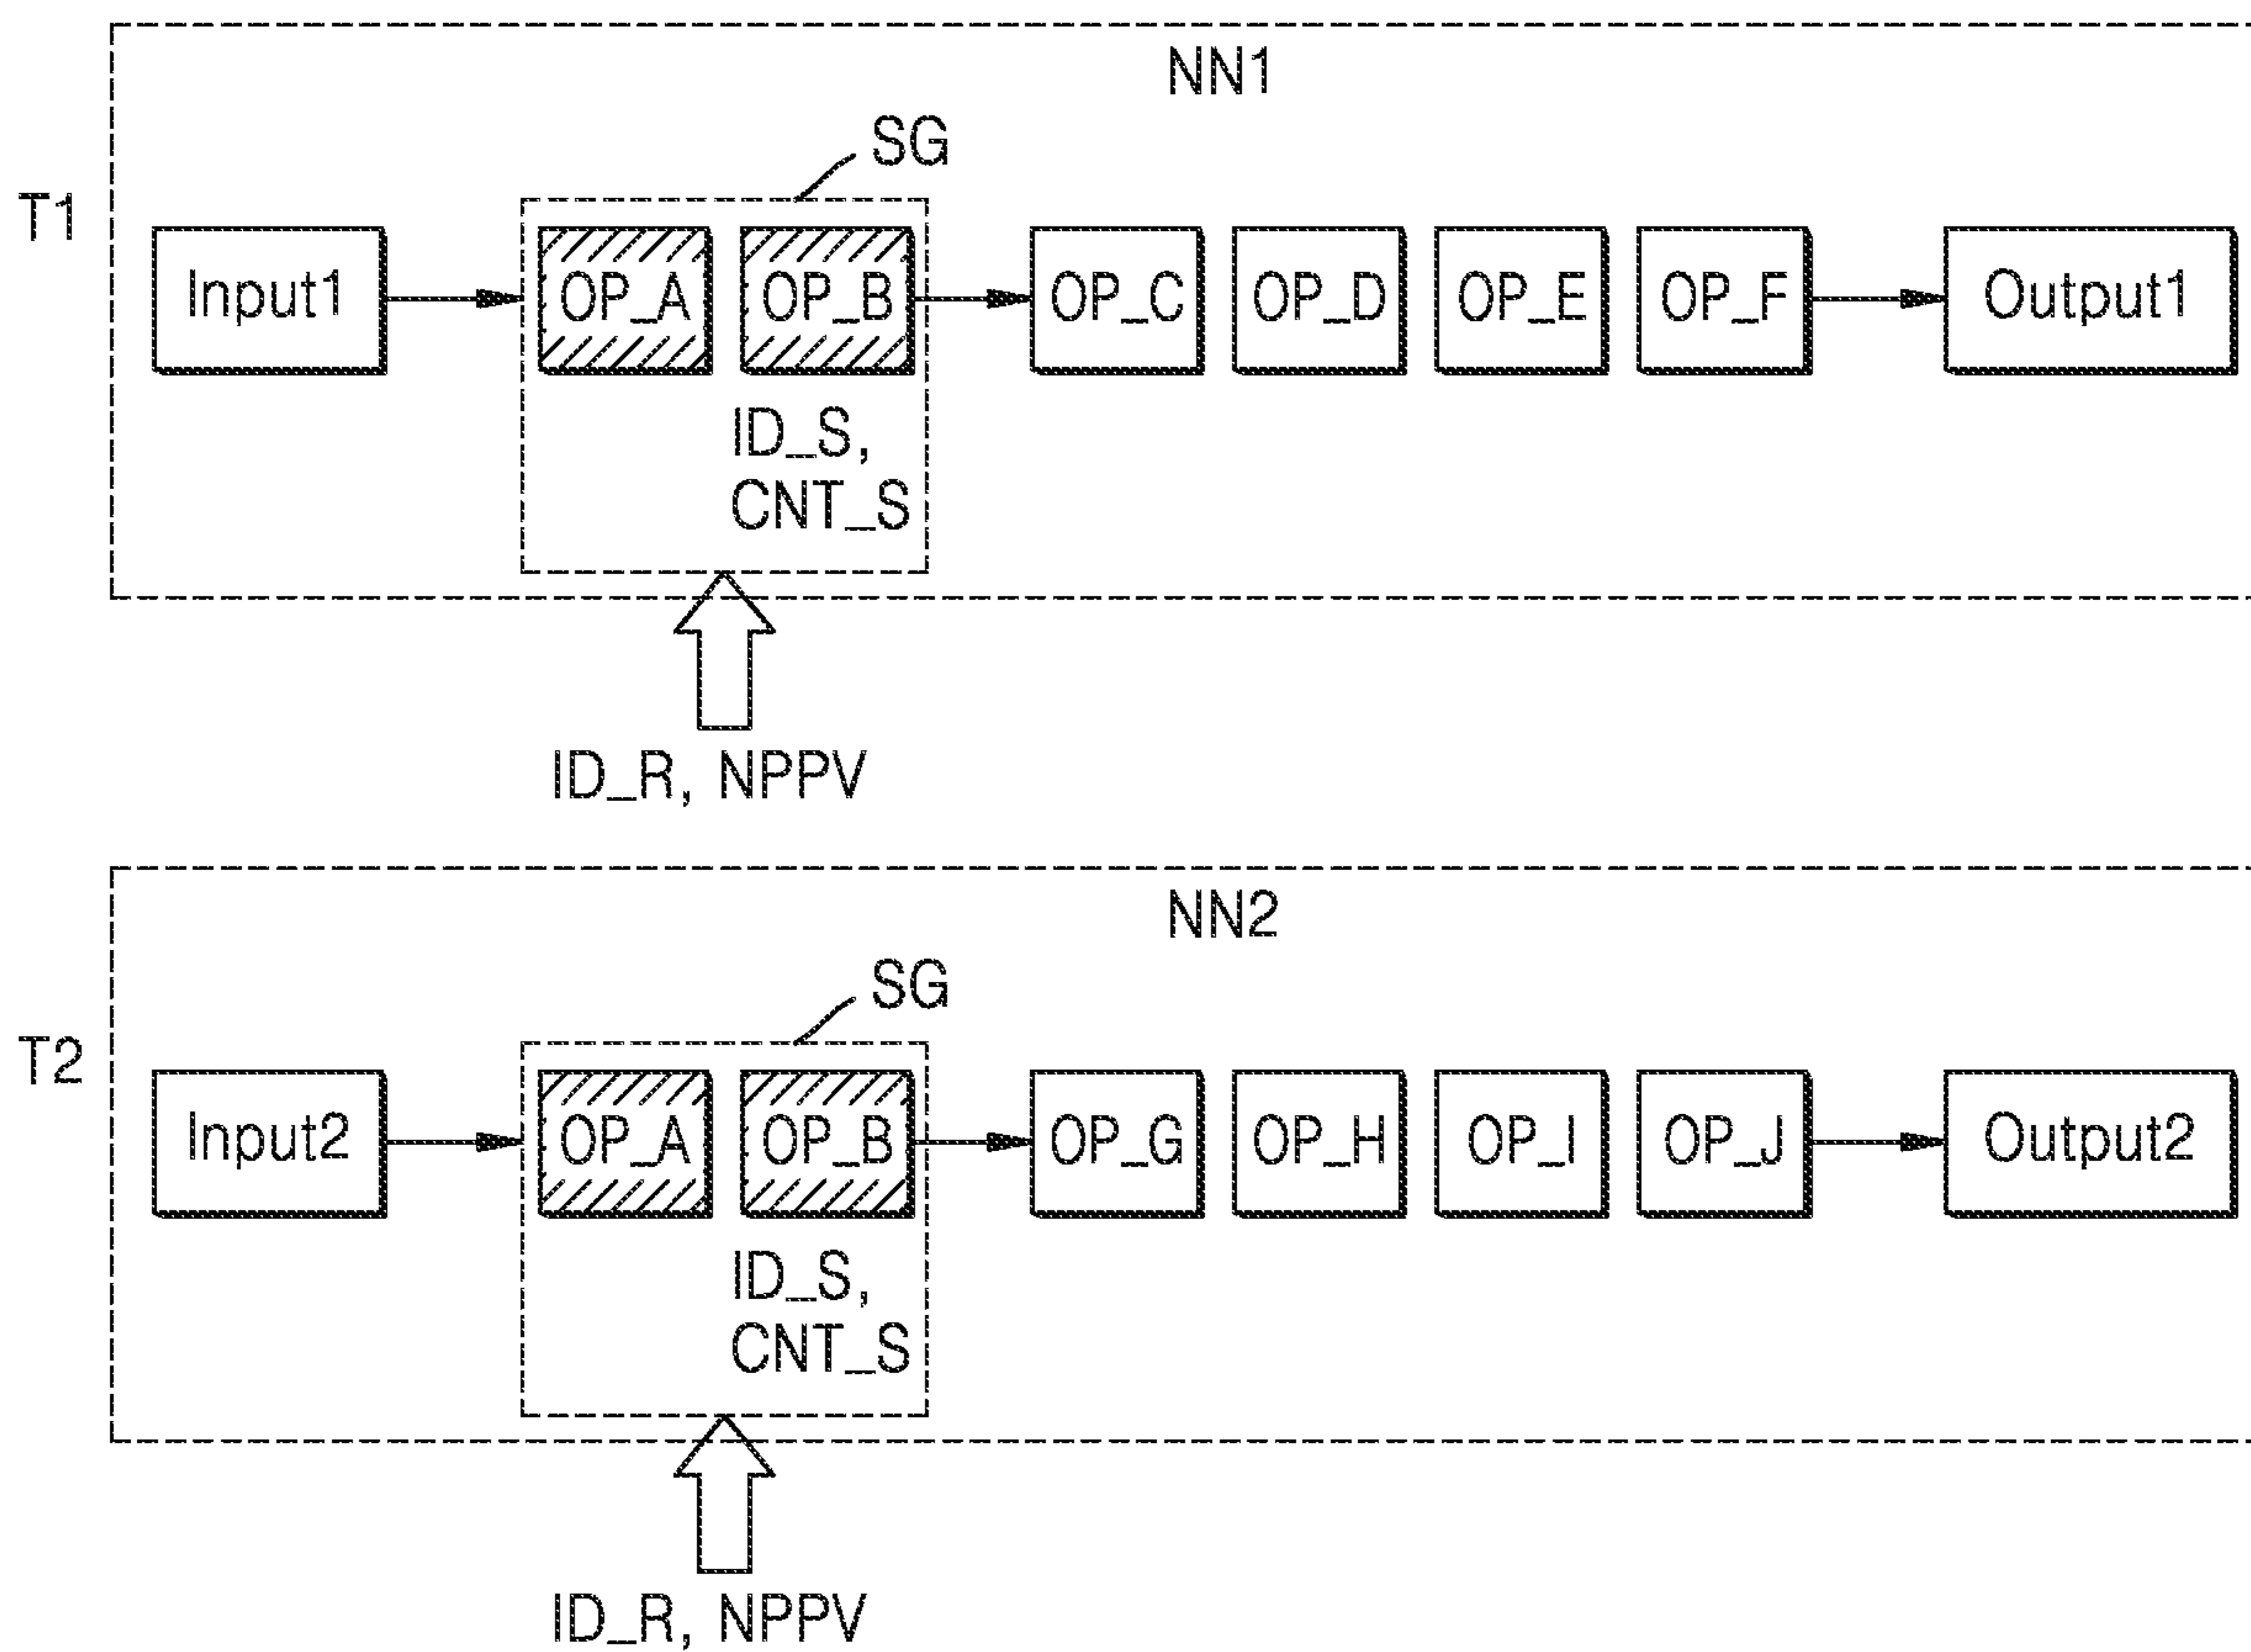 NN1
SG
T1
Input1 OP_A OP_B OP_C OP_D OP_E OP_F Output1
ID_S,
CNT_S
ID_R, NPPV
NN2
SG
T2
Input2 OP_A OP_B OP_G OP_H OP_I OP_J Output2
ID_S,
CNT_S
ID_R, NPPV